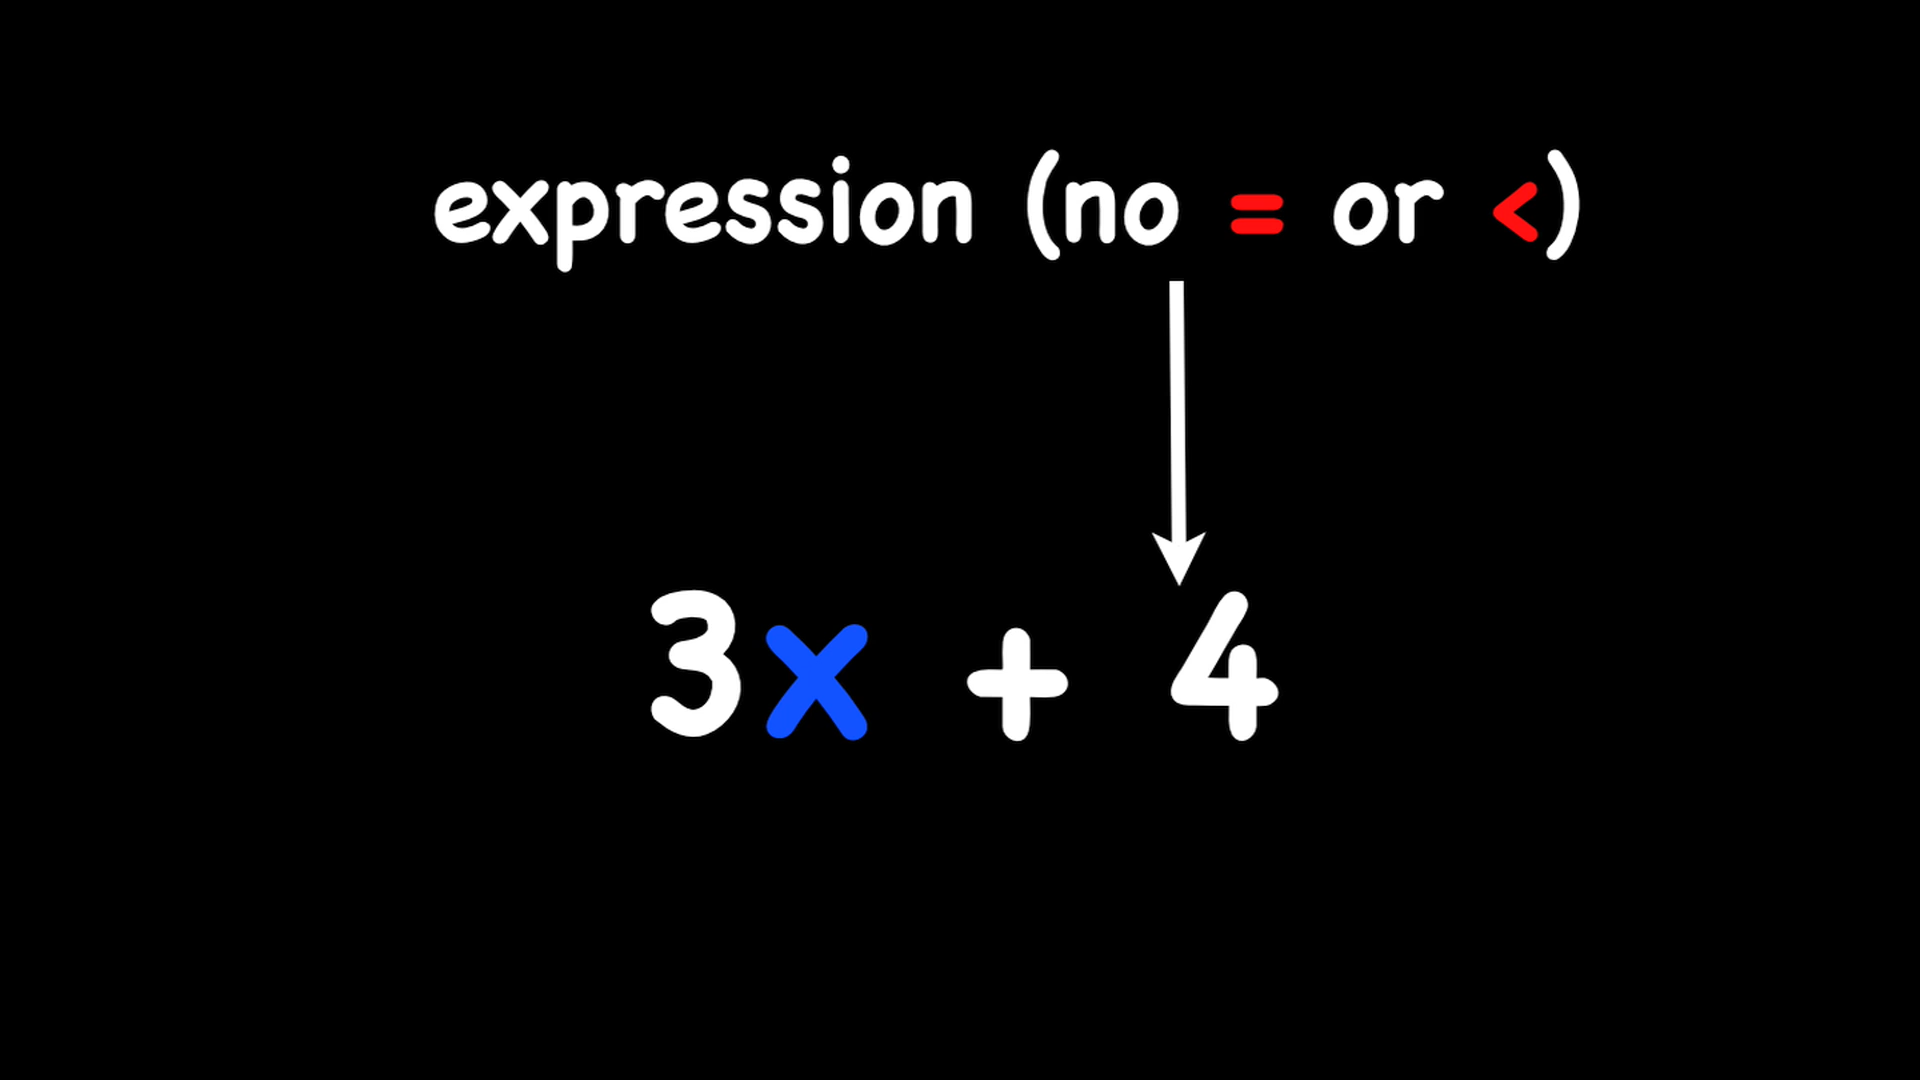 expression (no = or <)
3x + 4